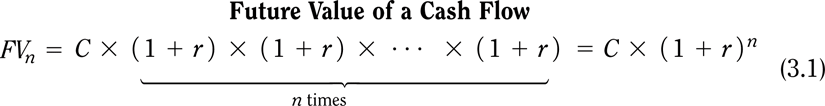 Future Value of a Cash Flow
FVₙ = C × (1 + r) × (1 + r) × ··· × (1 + r) = C × (1 + r)ⁿ (3.1)
n times